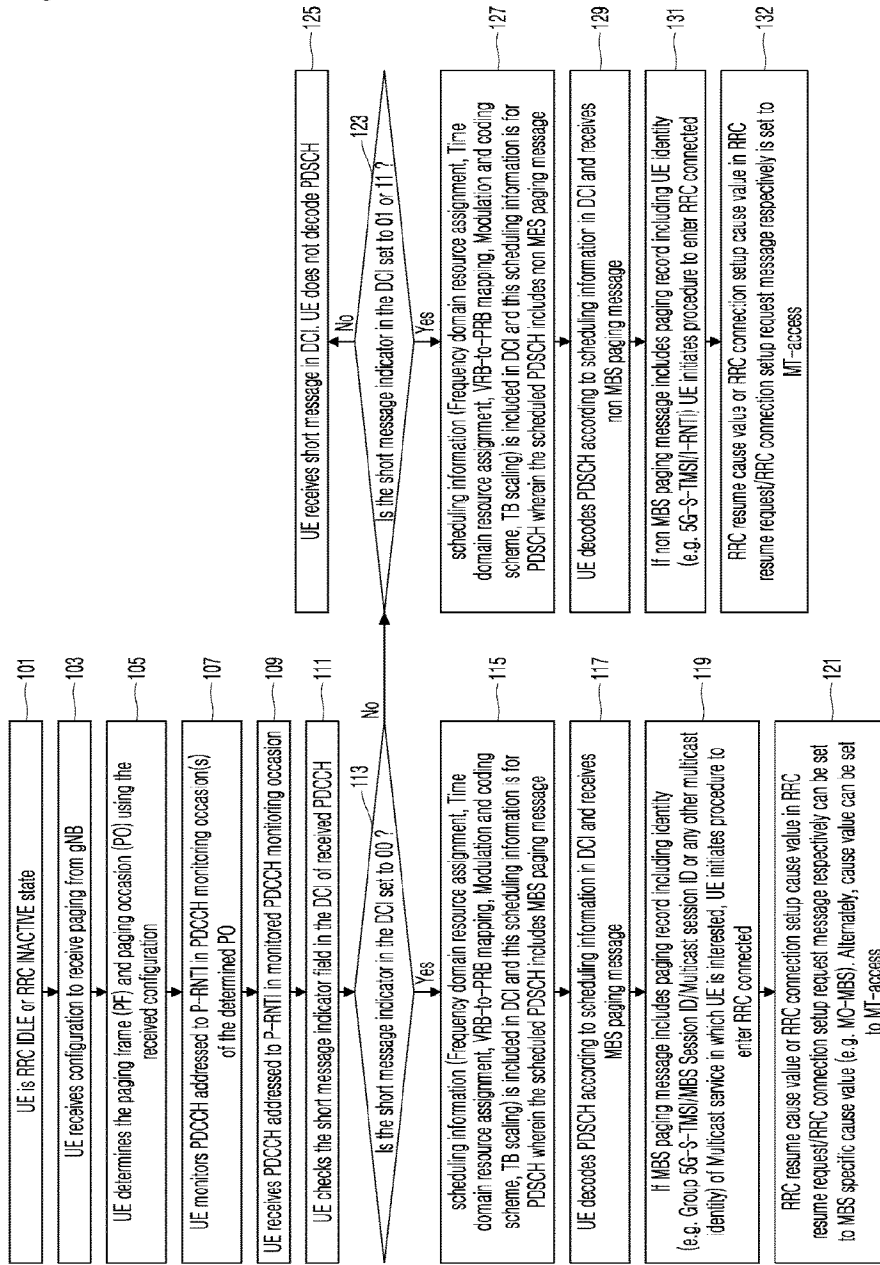 UE is RRC IDLE or RRC INACTIVE state
101
UE receives configuration to receive paging from gNB
103
UE determines the paging frame (PF) and paging occasion (PO) using the
received configuration
105
UE monitors PDCCH addressed to P-RNTI in PDCCH monitoring occasion(s)
of the determined PO
107
UE receives PDCCH addressed to P-RNTI in monitored PDCCH monitoring occasion
109
UE checks the short message indicator field in the DCI of received PDCCH
111
Is the short message indicator in the DCI set to 00 ?
113
No
Yes
scheduling information (Frequency domain resource assignment, Time
domain resource assignment, VRB-to-PRB mapping, Modulation and coding
scheme, TB scaling) is included in DCI and this scheduling information is for
PDSCH wherein the scheduled PDSCH includes MBS paging message
115
UE decodes PDSCH according to scheduling information in DCI and receives
MBS paging message
117
If MBS paging message includes paging record including identity
(e.g. Group 5G-S-TMSI/MBS Session ID/Multicast session ID or any other multicast
identity) of Multicast service in which UE is interested, UE initiates procedure to
enter RRC connected
119
RRC resume cause value or RRC connection setup cause value in RRC
resume request/RRC connection setup request message respectively can be set
to MBS specific cause value (e.g. MO-MBS). Alternately, cause value can be set
to MT-access
121
UE receives short message in DCI. UE does not decode PDSCH
125
No
Is the short message indicator in the DCI set to 01 or 11 ?
123
Yes
scheduling information (Frequency domain resource assignment, Time
domain resource assignment, VRB-to-PRB mapping, Modulation and coding
scheme, TB scaling) is included in DCI and this scheduling information is for
PDSCH wherein the scheduled PDSCH includes non MBS paging message
127
UE decodes PDSCH according to scheduling information in DCI and receives
non MBS paging message
129
If non MBS paging message includes paging record including UE identity
(e.g. 5G-S-TMSI/I-RNTI) UE initiates procedure to enter RRC connected
131
RRC resume cause value or RRC connection setup cause value in RRC
resume request/RRC connection setup request message respectively is set to
MT-access
132